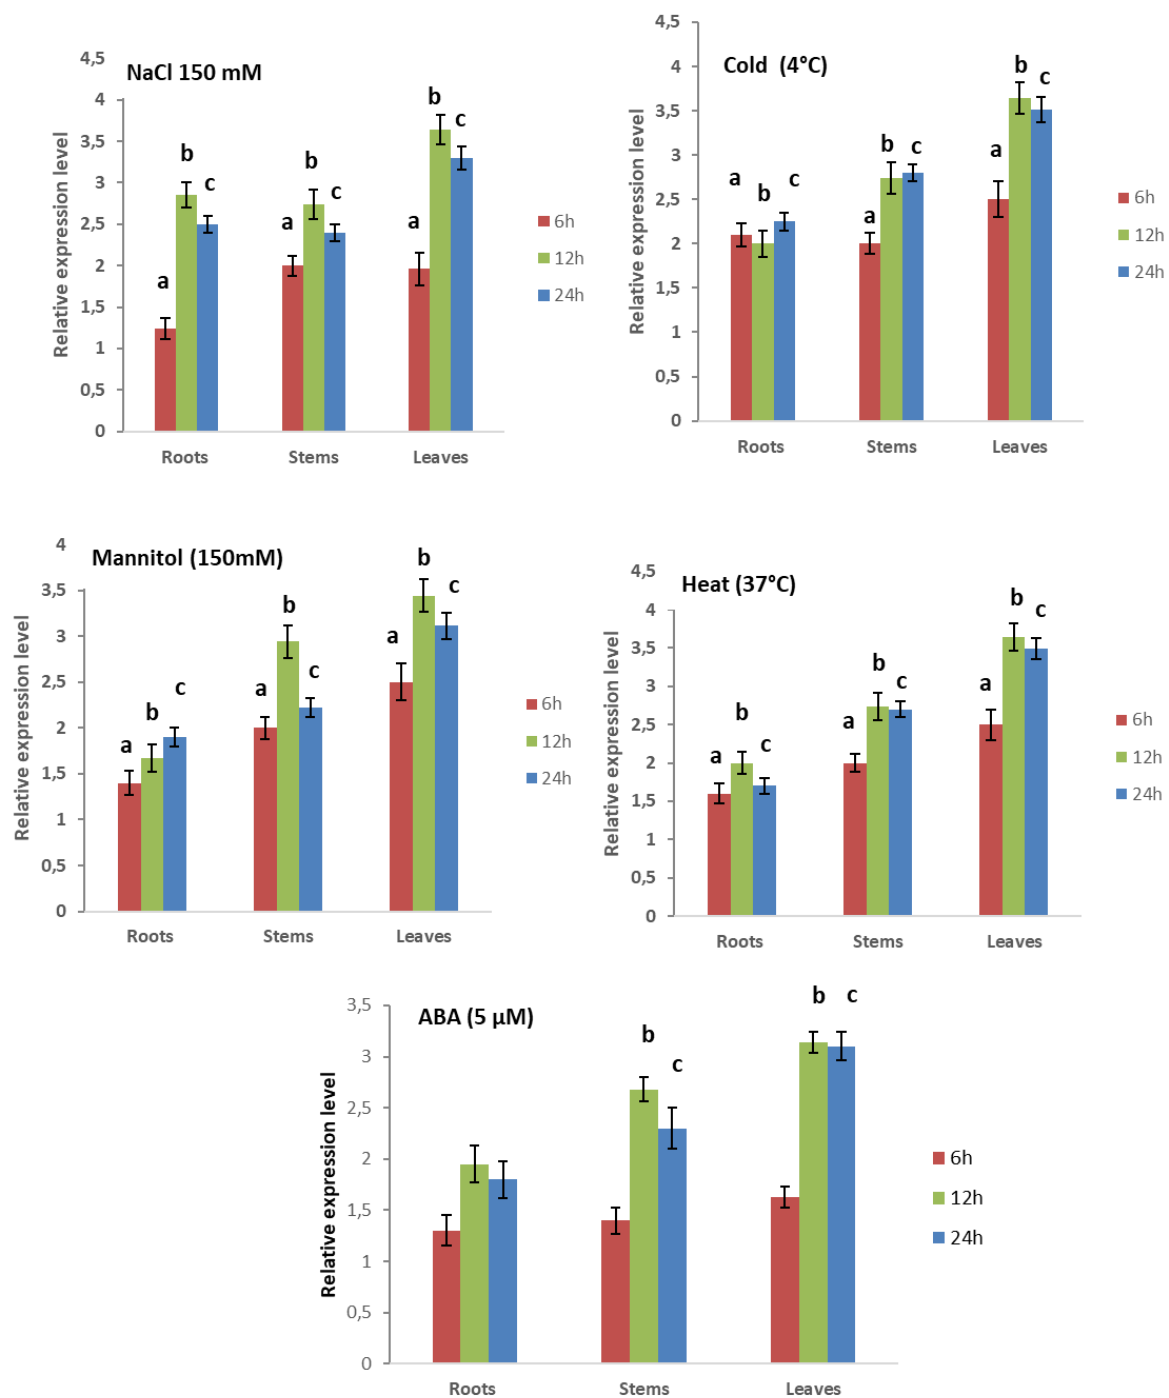 NaCl 150 mM
Relative expression level
4,5
4
3,5
3
2,5
2
1,5
1
0,5
0
a b c
a b c
a b c
Roots Stems Leaves
6h
12h
24h
Cold (4°C)
Relative expression level
4,5
4
3,5
3
2,5
2
1,5
1
0,5
0
a b c
a b c
a b c
Roots Stems Leaves
6h
12h
24h
Mannitol (150mM)
Relative expression level
4
3,5
3
2,5
2
1,5
1
0,5
0
a b c
a b c
a b c
Roots Stems Leaves
6h
12h
24h
Heat (37°C)
Relative expression level
4,5
4
3,5
3
2,5
2
1,5
1
0,5
0
a b c
a b c
a b c
Roots Stems Leaves
6h
12h
24h
ABA (5 µM)
Relative expression level
3,5
3
2,5
2
1,5
1
0,5
0
b c
b c
Roots Stems Leaves
6h
12h
24h